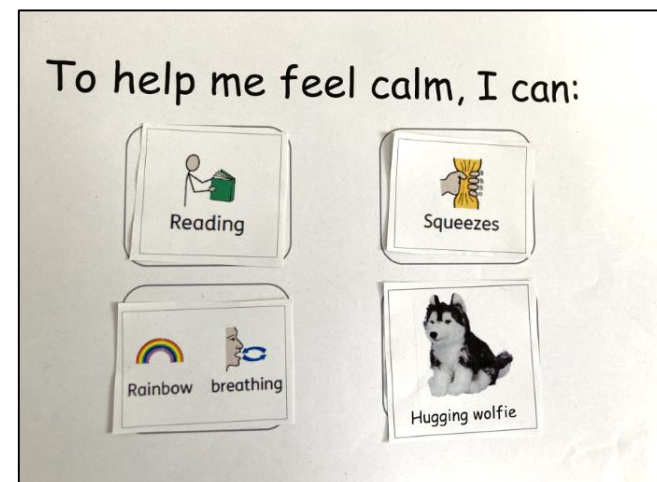 To help me feel calm, I can:
Reading
Squeezes
Rainbow breathing
Hugging wolfie